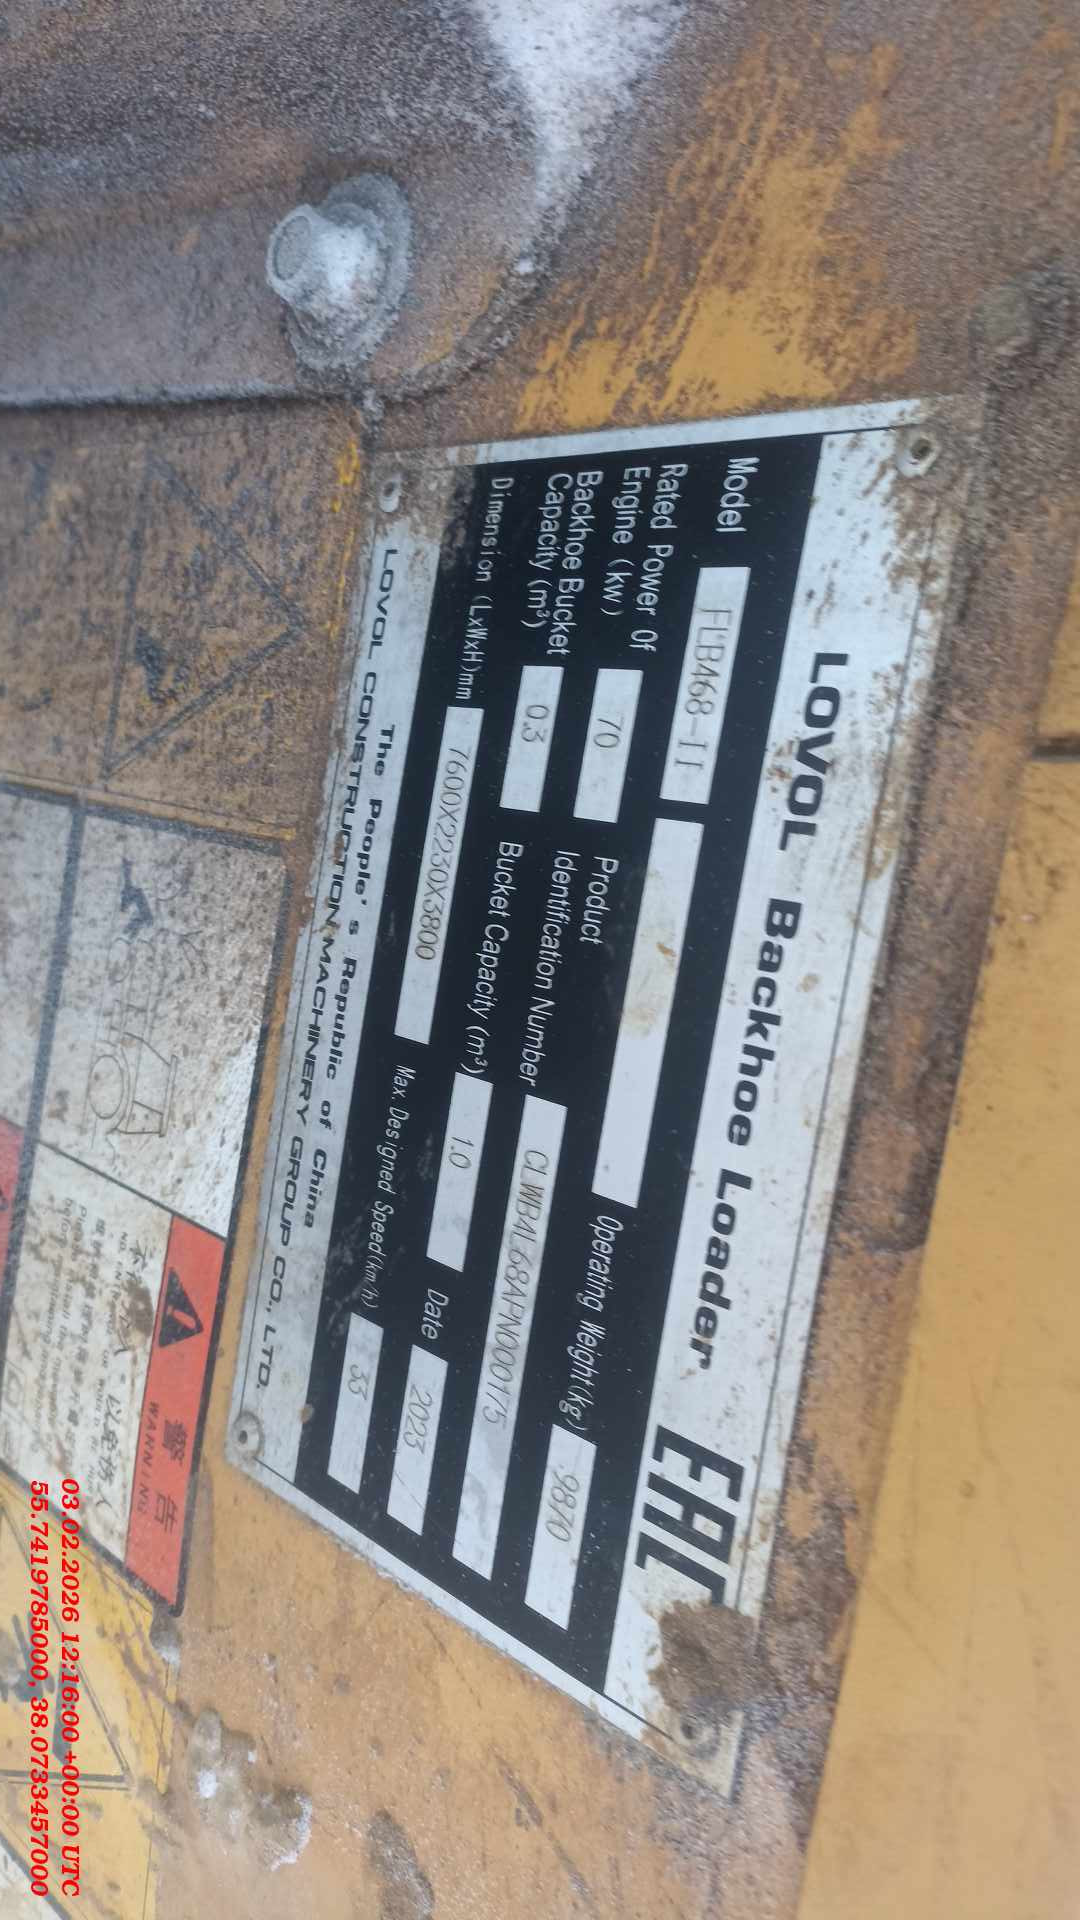 LOVOL Backhoe Loader EAC
Model FLB468-II
Operating Weight(kg) 9870
Rated Power Of
Engine (kw) 70
Product
Identification Number CLWB4L68APN000175
Backhoe Bucket
Capacity (m³) 0.3
Bucket Capacity (m³) 1.0
Date 2023 /
Dimension (LxWxH)mm 7600X2230X3800
Max. Designed Speed(km/h) 33
The People's Republic of China
LOVOL CONSTRUCTION MACHINERY GROUP CO., LTD.
警告
WARNING
03.02.2026 12:16:00 +00:00 UTC
55.7419785000, 38.0733457000